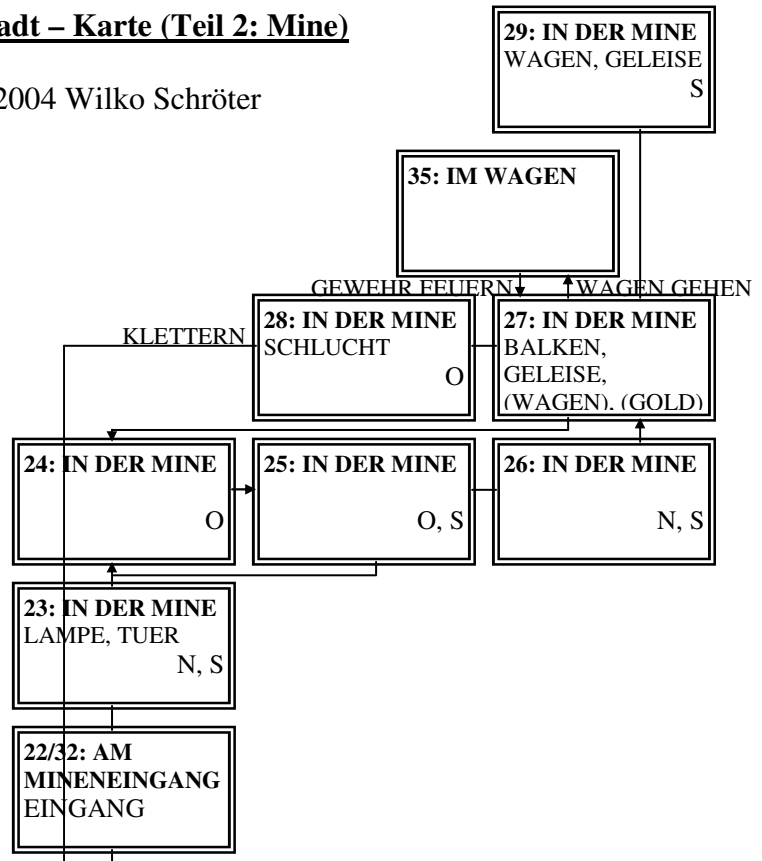 adt – Karte (Teil 2: Mine)
2004 Wilko Schröter
29: IN DER MINE
WAGEN, GELEISE
S
35: IM WAGEN
GEWEHR FEUERN
WAGEN GEHEN
KLETTERN
28: IN DER MINE
SCHLUCHT
O
27: IN DER MINE
BALKEN,
GELEISE,
(WAGEN), (GOLD)
24: IN DER MINE
O
25: IN DER MINE
O, S
26: IN DER MINE
N, S
23: IN DER MINE
LAMPE, TUER
N, S
22/32: AM
MINENEINGANG
EINGANG